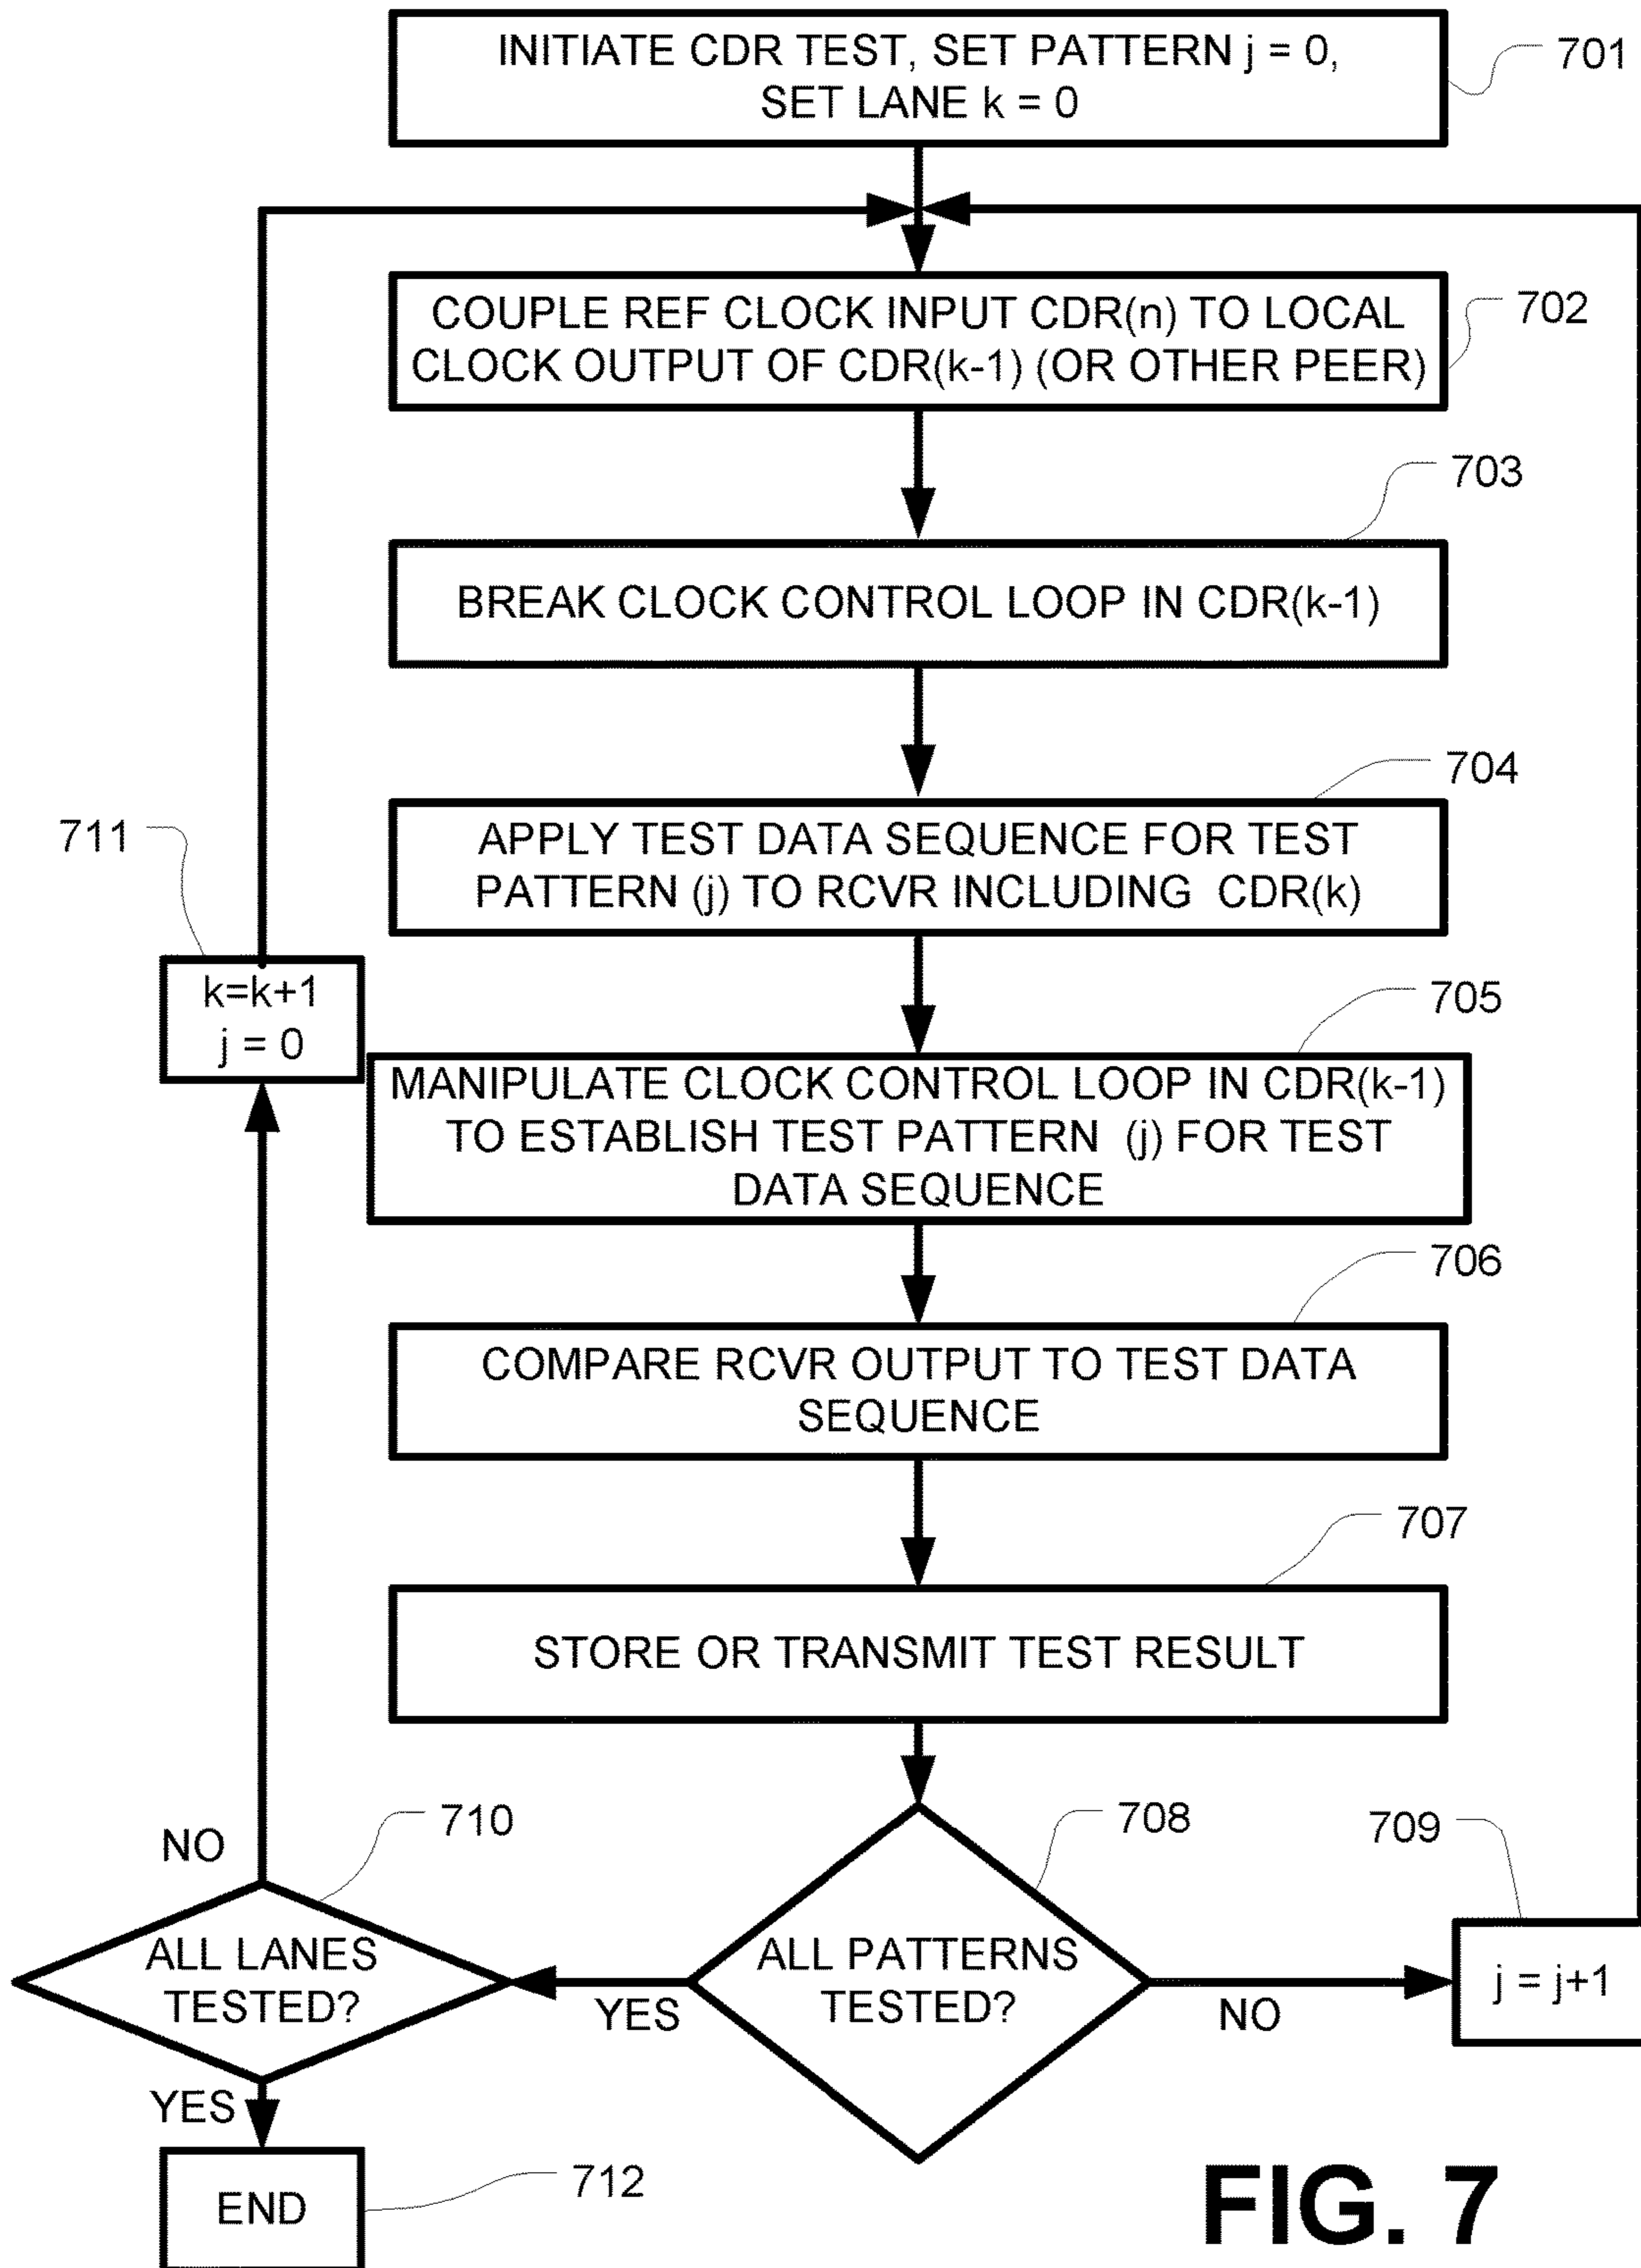 INITIATE CDR TEST, SET PATTERN j = 0,
SET LANE k = 0
701
COUPLE REF CLOCK INPUT CDR(n) TO LOCAL
CLOCK OUTPUT OF CDR(k-1) (OR OTHER PEER)
702
703
BREAK CLOCK CONTROL LOOP IN CDR(k-1)
704
APPLY TEST DATA SEQUENCE FOR TEST
PATTERN (j) TO RCVR INCLUDING CDR(k)
711
k=k+1
j = 0
705
MANIPULATE CLOCK CONTROL LOOP IN CDR(k-1)
TO ESTABLISH TEST PATTERN (j) FOR TEST
DATA SEQUENCE
706
COMPARE RCVR OUTPUT TO TEST DATA
SEQUENCE
707
STORE OR TRANSMIT TEST RESULT
708
ALL PATTERNS
TESTED?
NO
709
j = j+1
YES
710
NO
ALL LANES
TESTED?
YES
END
712
FIG. 7